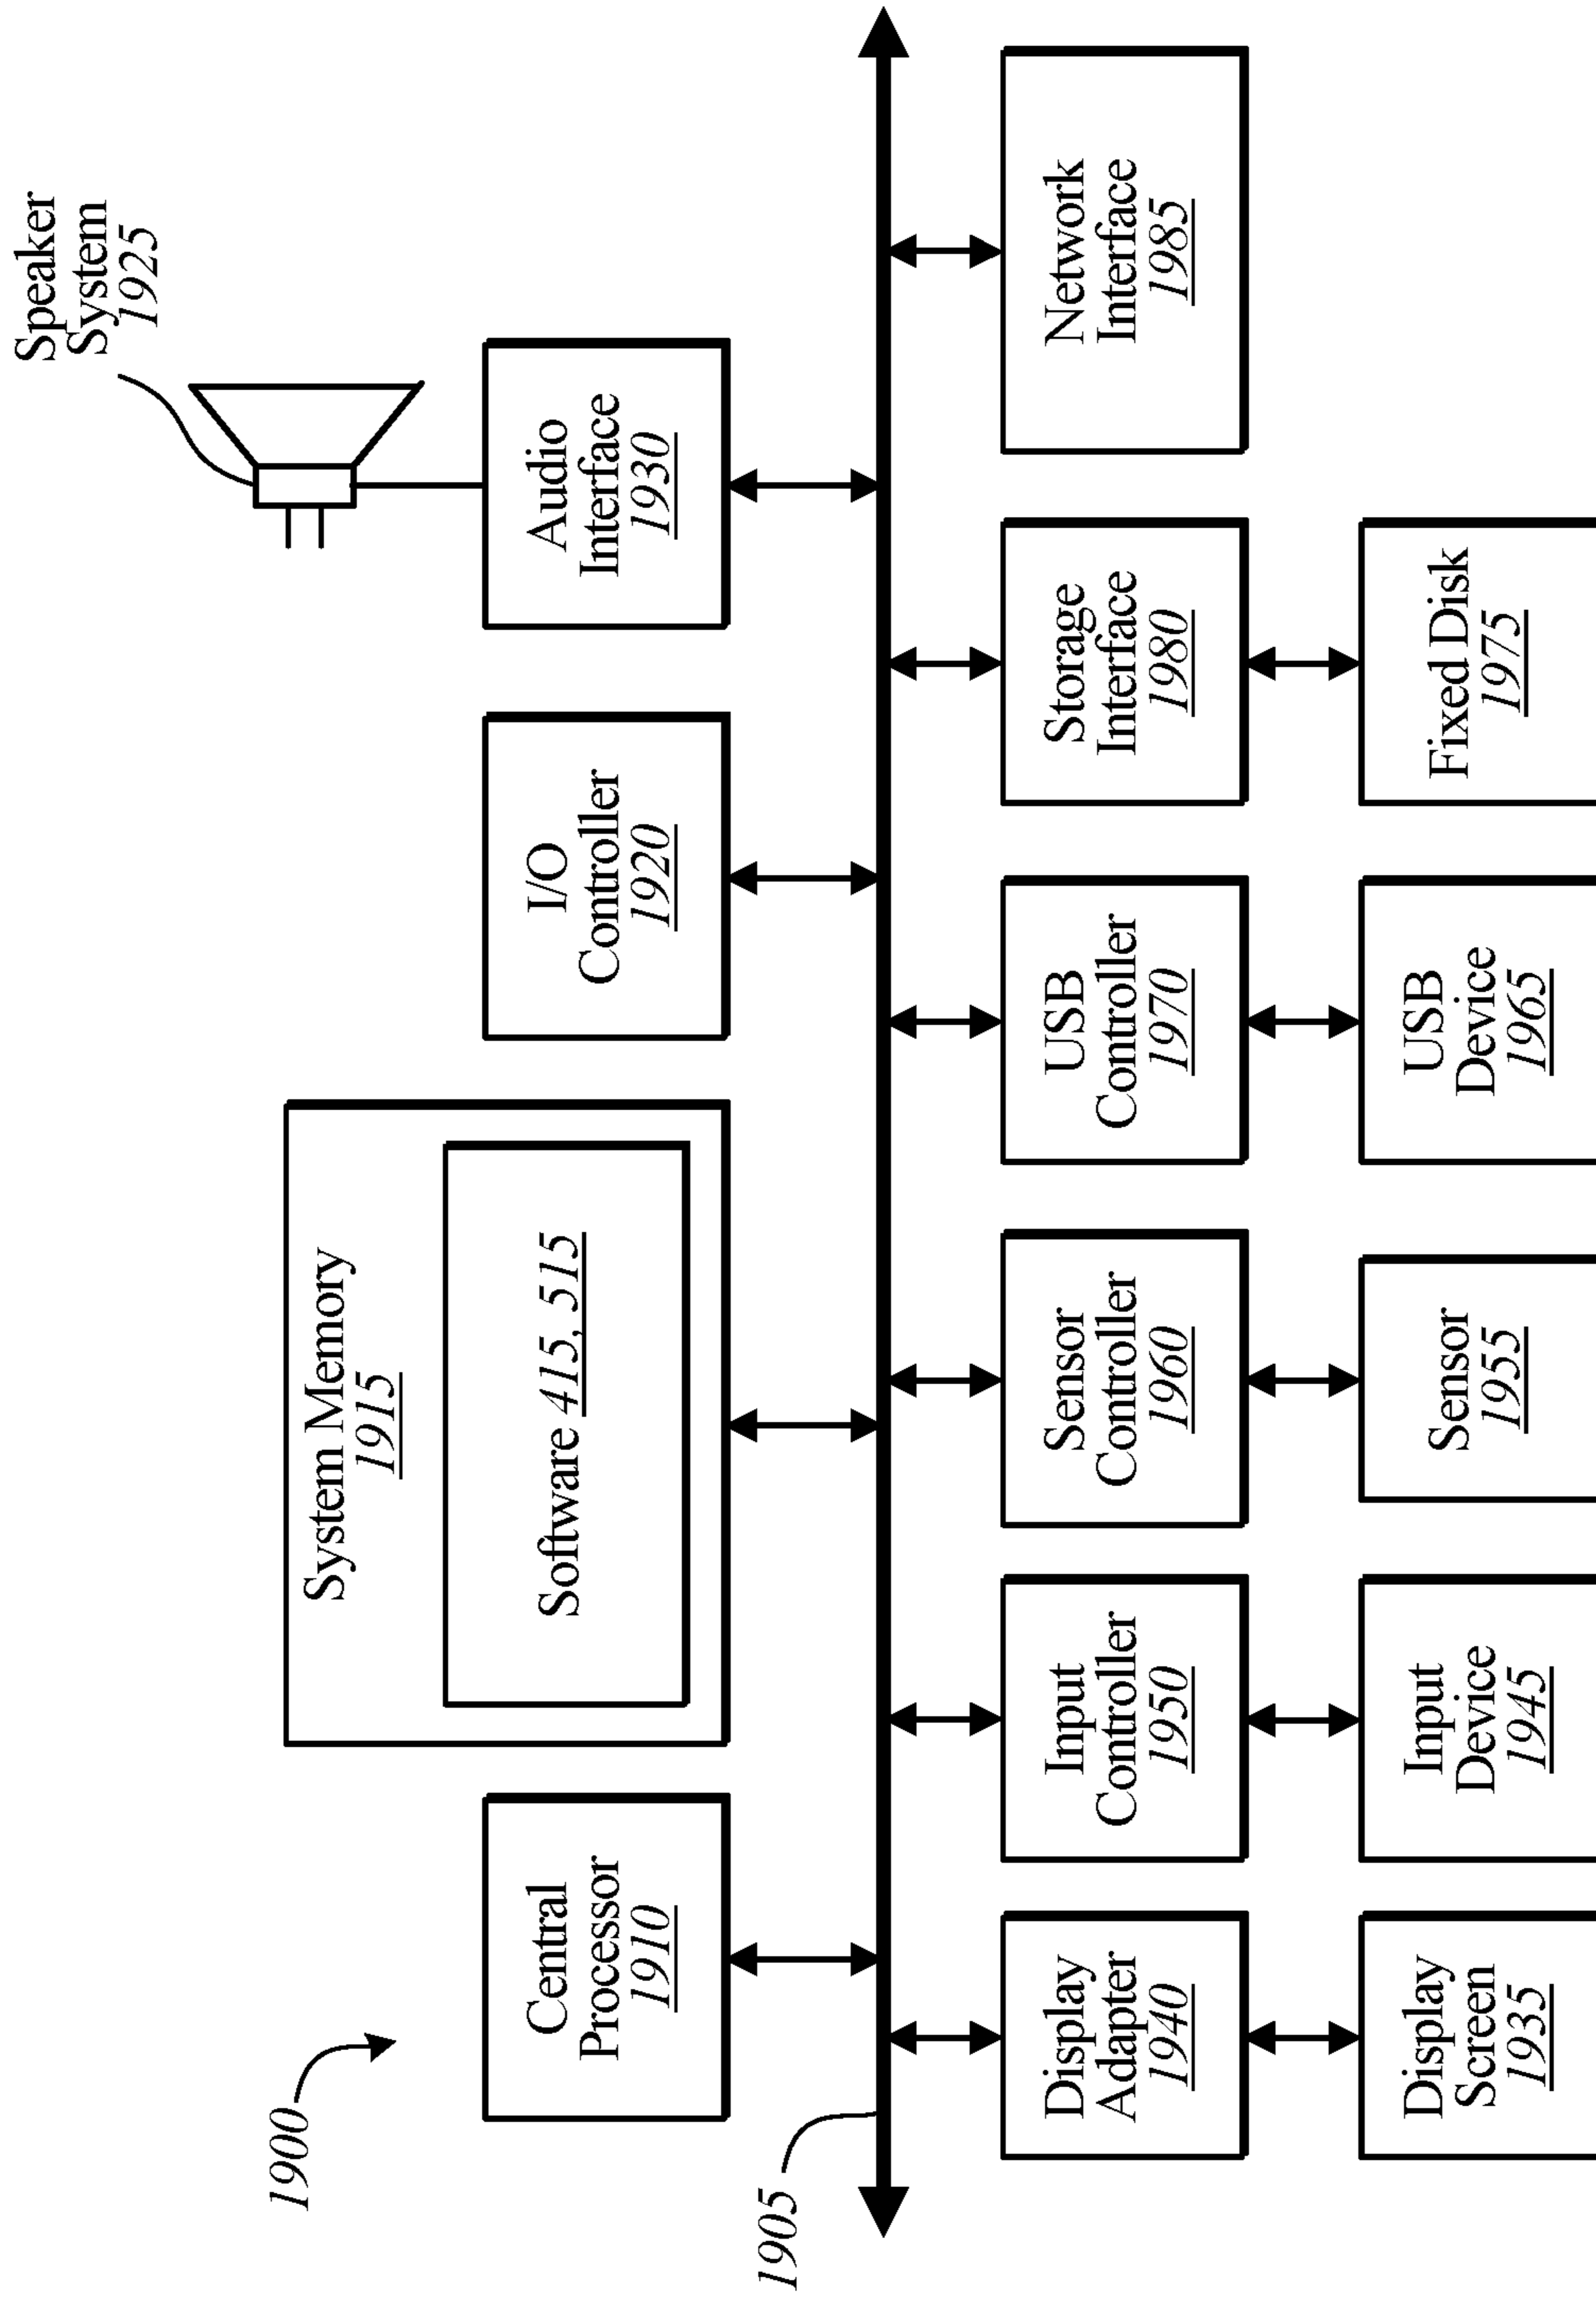 1900
Speaker
System
1925
System Memory
1915
Software 415, 515
Central
Processor
1910
I/O
Controller
1920
Audio
Interface
1930
1905
Display
Adapter
1940
Input
Controller
1950
Sensor
Controller
1960
USB
Controller
1970
Storage
Interface
1980
Network
Interface
1985
Display
Screen
1935
Input
Device
1945
Sensor
1955
USB
Device
1965
Fixed Disk
1975